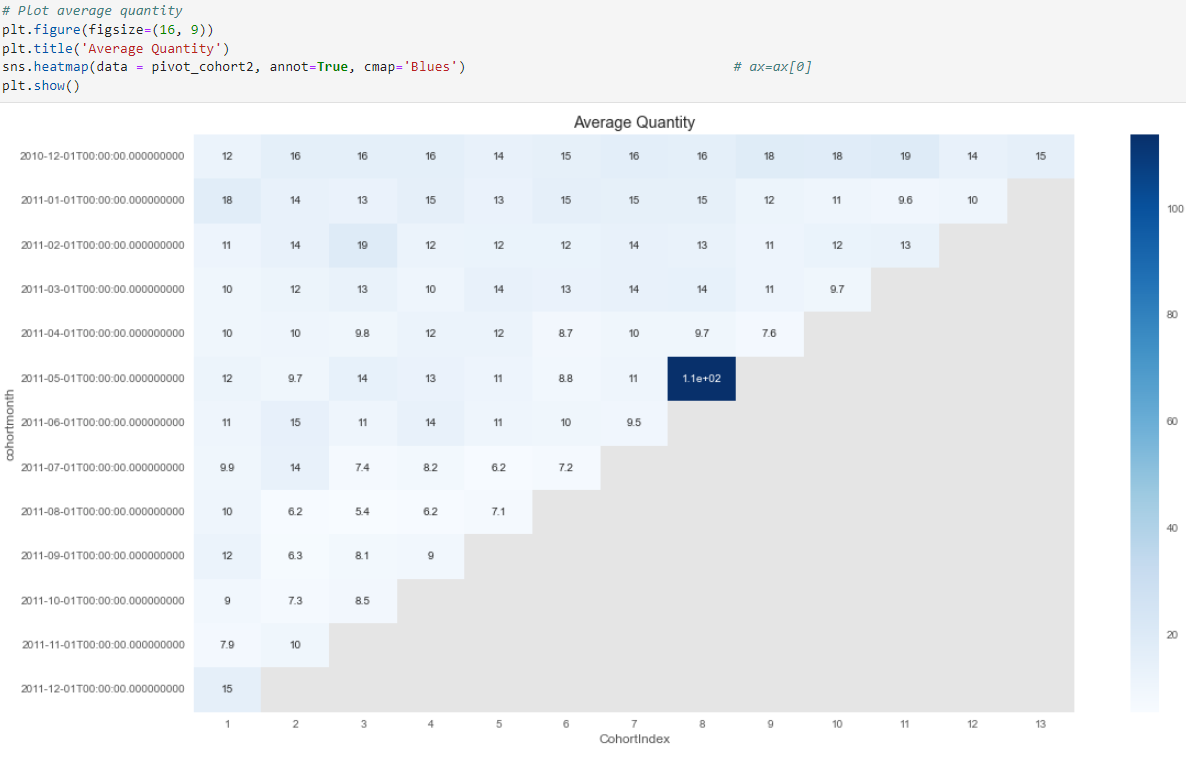 # Plot average quantity
plt.figure(figsize=(16, 9))
plt.title('Average Quantity')
sns.heatmap(data = pivot_cohort2, annot=True, cmap='Blues') # ax=ax[0]
plt.show()
Average Quantity
2010-12-01T00:00:00.000000000 12 16 16 16 14 15 16 16 18 18 19 14 15
2011-01-01T00:00:00.000000000 18 14 13 15 13 15 15 15 12 11 9.6 10
100
2011-02-01T00:00:00.000000000 11 14 19 12 12 12 14 13 11 12 13
2011-03-01T00:00:00.000000000 10 12 13 10 14 13 14 14 11 9.7
80
2011-04-01T00:00:00.000000000 10 10 9.8 12 12 8.7 10 9.7 7.6
2011-05-01T00:00:00.000000000 12 9.7 14 13 11 8.8 11 1.1e+02
cohortmonth
2011-06-01T00:00:00.000000000 11 15 11 14 11 10 9.5
60
2011-07-01T00:00:00.000000000 9.9 14 7.4 8.2 6.2 7.2
2011-08-01T00:00:00.000000000 10 6.2 5.4 6.2 7.1
40
2011-09-01T00:00:00.000000000 12 6.3 8.1 9
2011-10-01T00:00:00.000000000 9 7.3 8.5
20
2011-11-01T00:00:00.000000000 7.9 10
2011-12-01T00:00:00.000000000 15
1 2 3 4 5 6 7 8 9 10 11 12 13
CohortIndex